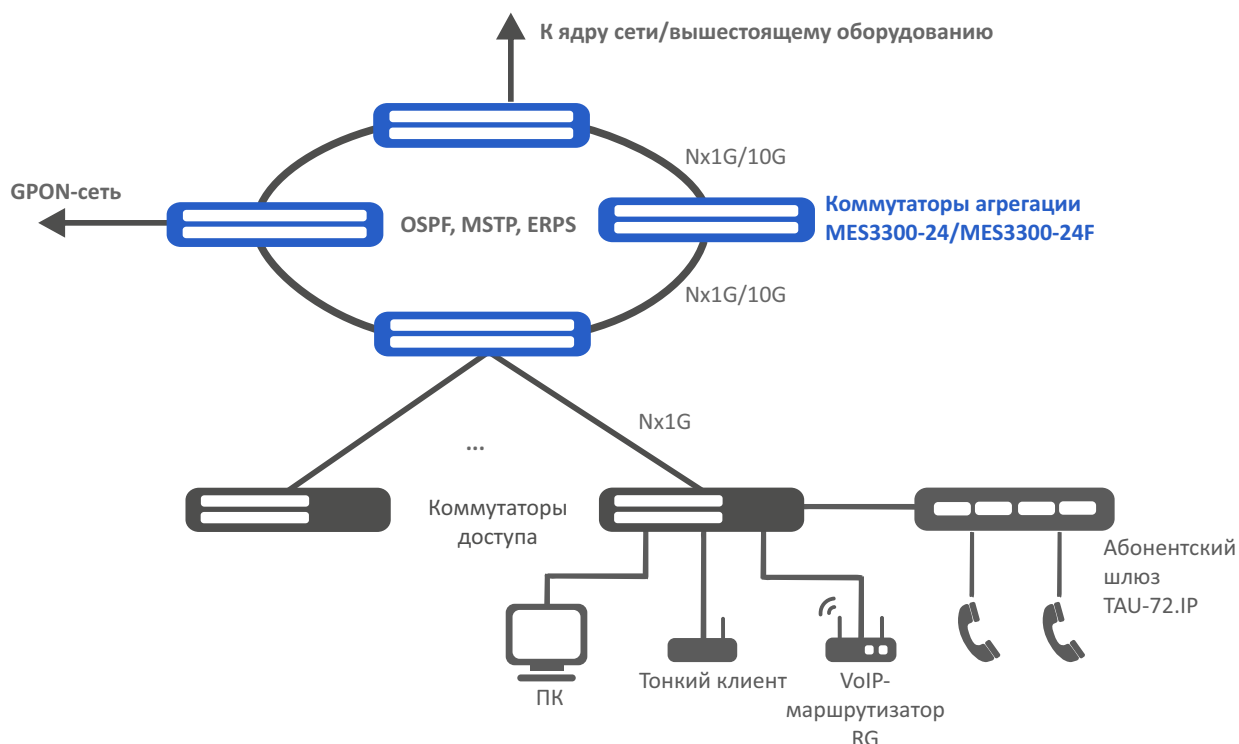 К ядру сети/вышестоящему оборудованию
Nx1G/10G
GPON-сеть
OSPF, MSTP, ERPS
Коммутаторы агрегации
MES3300-24/MES3300-24F
Nx1G/10G
Nx1G
...
Коммутаторы
доступа
Абонентский
шлюз
TAU-72.IP
ПК
Тонкий клиент
VoIP-
маршрутизатор
RG